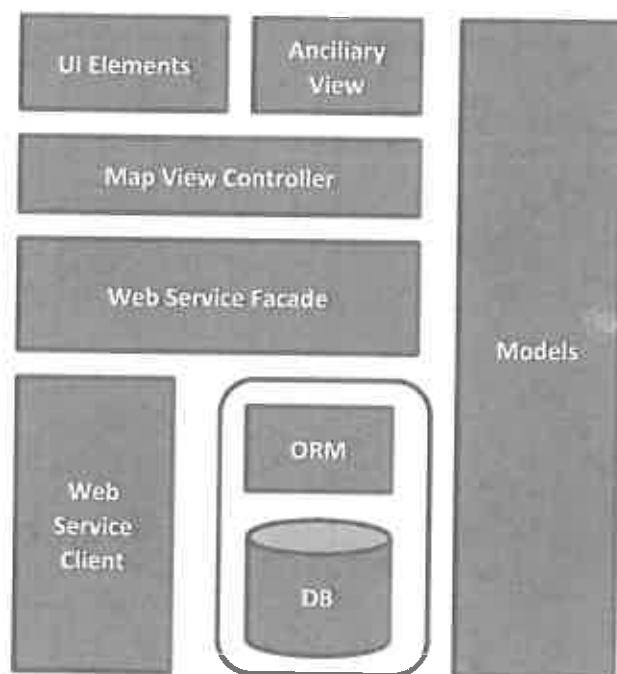 UI Elements
Anciliary
View
Map View Controller
Web Service Facade
Models
ORM
Web
Service
Client
DB